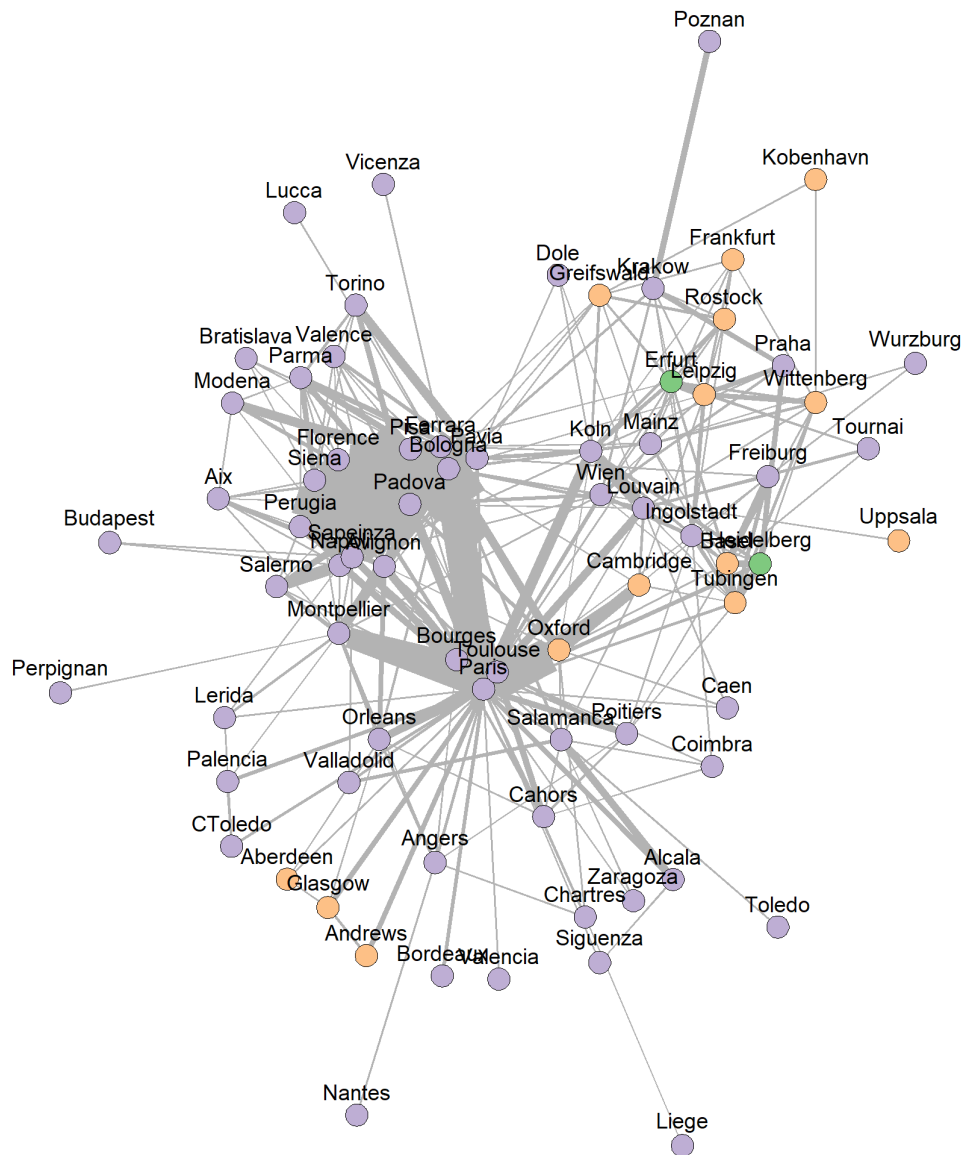 Poznan
Kobenhavn
Vicenza
Lucca
Frankfurt
Dole
Krakow
Greifswald
Torino
Rostock
Bratislava
Valence
Praha
Wurzburg
Parma
Erfurt
Leipzig
Modena
Wittenberg
Mainz
Tournai
Ferrara
Pisa
Pavia
Florence
Bologna
Koln
Freiburg
Siena
Wien
Aix
Padova
Louvain
Perugia
Ingolstadt
Budapest
Uppsala
Sapeinza
Basel
Heidelberg
Napoli
Avignon
Salerno
Cambridge
Tubingen
Montpellier
Bourges
Oxford
Toulouse
Perpignan
Paris
Caen
Lerida
Orleans
Salamanca
Poitiers
Coimbra
Palencia
Valladolid
Cahors
CToledo
Angers
Aberdeen
Alcala
Glasgow
Zaragoza
Chartres
Toledo
Andrews
Siguenza
Bordeaux
Valencia
Nantes
Liege